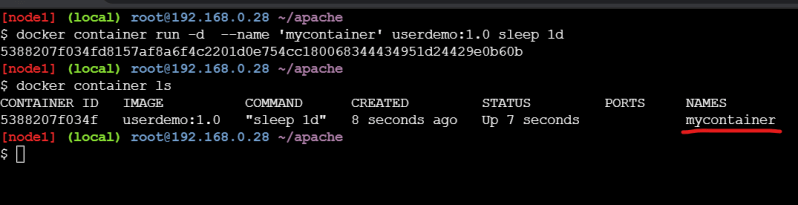 [node1] (local) root@192.168.0.28 ~/apache
$ docker container run -d  --name 'mycontainer' userdemo:1.0 sleep 1d
5388207f034fd8157af8a6f4c2201d0e754cc180068344434951d24429e0b60b
[node1] (local) root@192.168.0.28 ~/apache
$ docker container ls
CONTAINER ID   IMAGE          COMMAND      CREATED         STATUS         PORTS     NAMES
5388207f034f   userdemo:1.0   "sleep 1d"   8 seconds ago   Up 7 seconds             mycontainer
[node1] (local) root@192.168.0.28 ~/apache
$